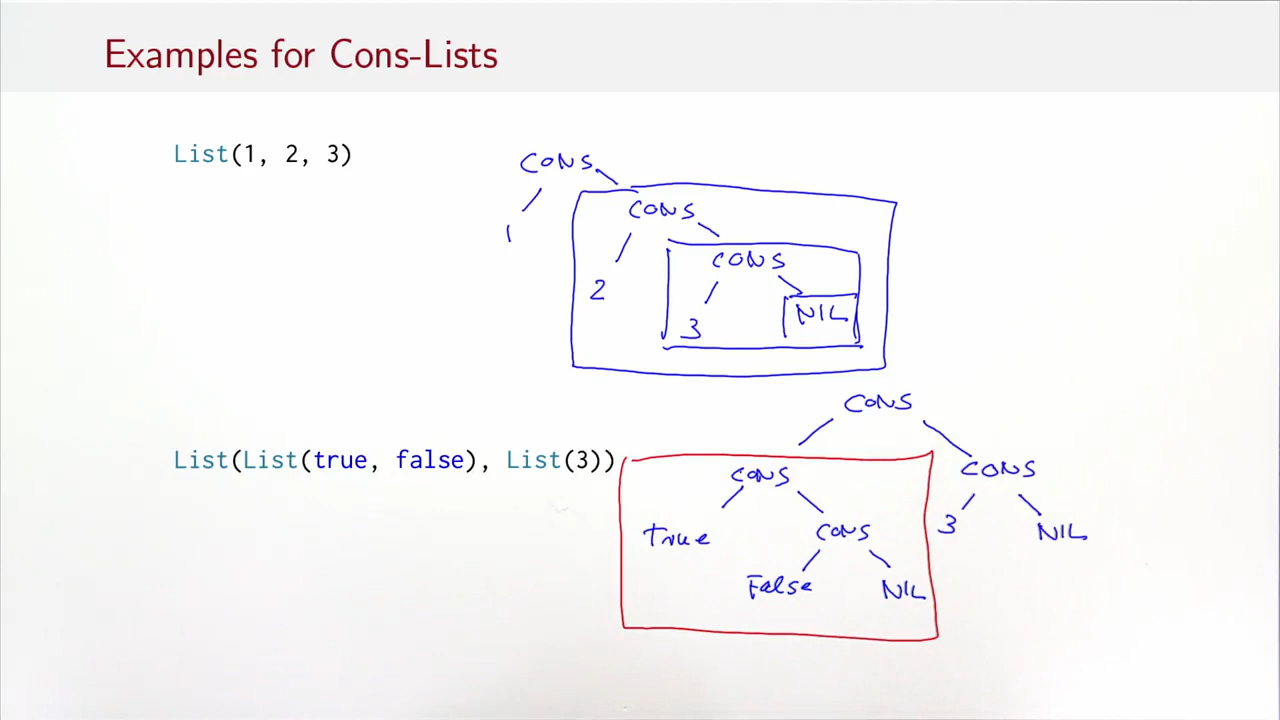 Examples for Cons-Lists
List(1, 2, 3)
CONS
1
CONS
2
CONS
3
NIL
List(List(true, false), List(3))
CONS
CONS
CONS
True
CONS
3
NIL
False
NIL